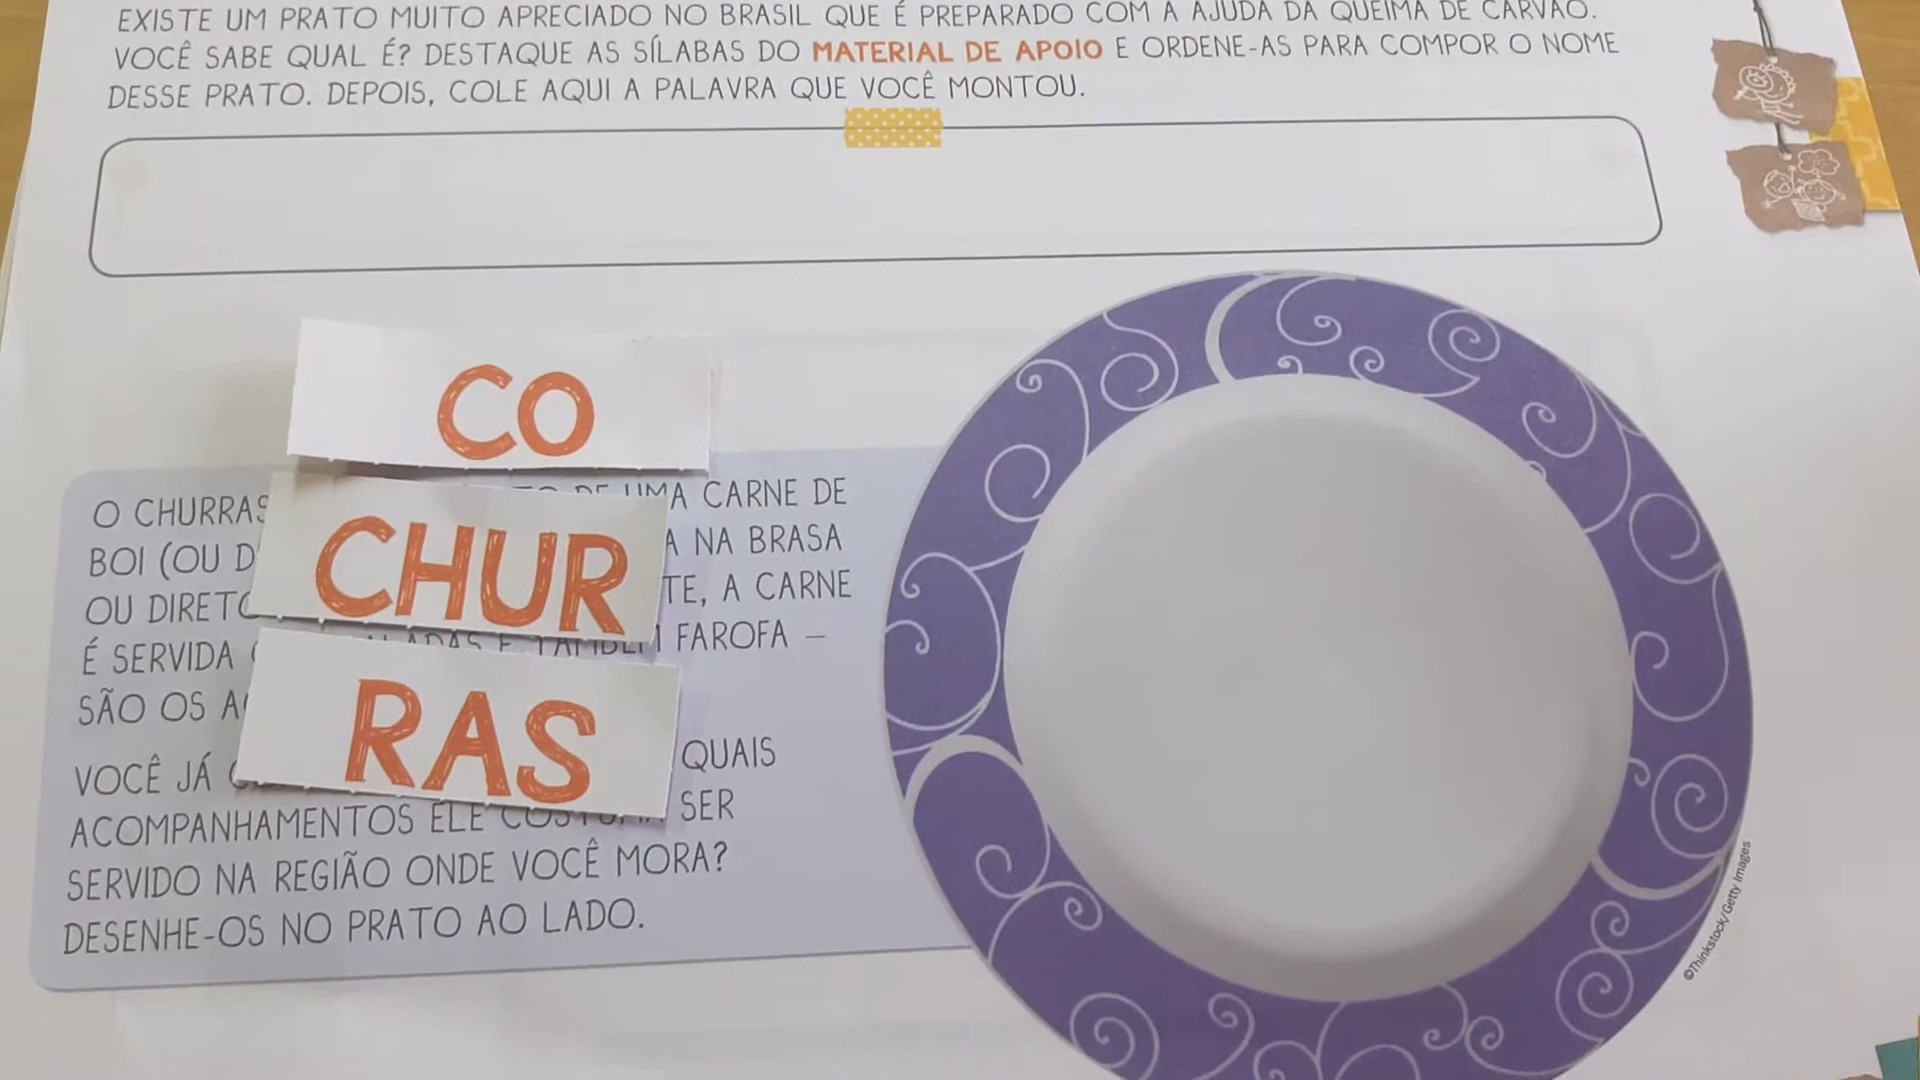 EXISTE UM PRATO MUITO APRECIADO NO BRASIL QUE É PREPARADO COM A AJUDA DA QUEIMA DE CARVÃO.
VOCÊ SABE QUAL É? DESTAQUE AS SÍLABAS DO MATERIAL DE APOIO E ORDENE-AS PARA COMPOR O NOME
DESSE PRATO. DEPOIS, COLE AQUI A PALAVRA QUE VOCÊ MONTOU.
CO
CHUR
RAS
O CHURRAS DE UMA CARNE DE
BOI (OU D A NA BRASA
OU DIRETO TE, A CARNE
É SERVIDA FAROFA –
SÃO OS
VOCÊ JÁ QUAIS
ACOMPANHAMENTOS ELE COSTUMA SER
SERVIDO NA REGIÃO ONDE VOCÊ MORA?
DESENHE-OS NO PRATO AO LADO.
©Thinkstock/Getty Images